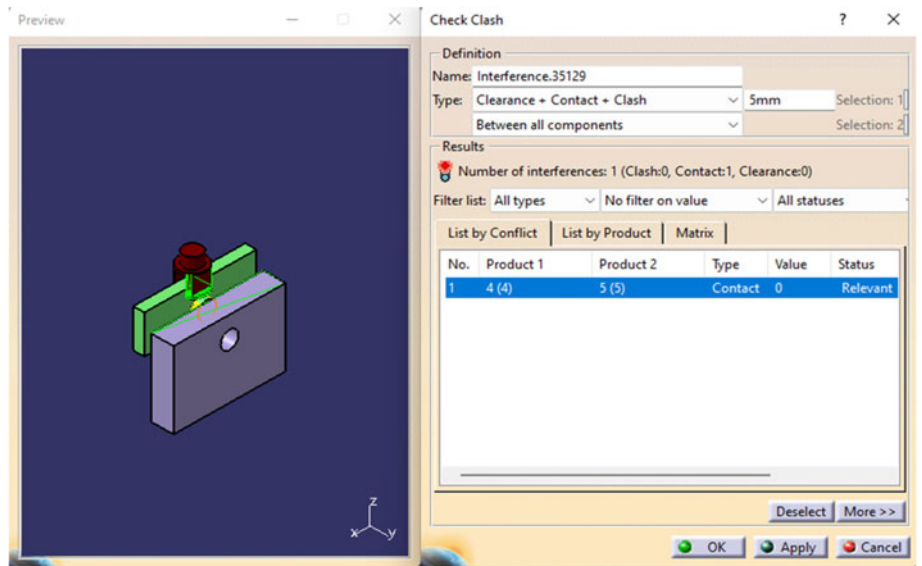 Preview
z
x
y
Check Clash
? X
Definition
Name: Interference.35129
Type: Clearance + Contact + Clash 5mm Selection: 1
Between all components Selection: 2
Results
Number of interferences: 1 (Clash:0, Contact:1, Clearance:0)
Filter list: All types No filter on value All statuses
List by Conflict List by Product Matrix
No. Product 1 Product 2 Type Value Status
1 4 (4) 5 (5) Contact 0 Relevant
Deselect More >>
OK Apply Cancel